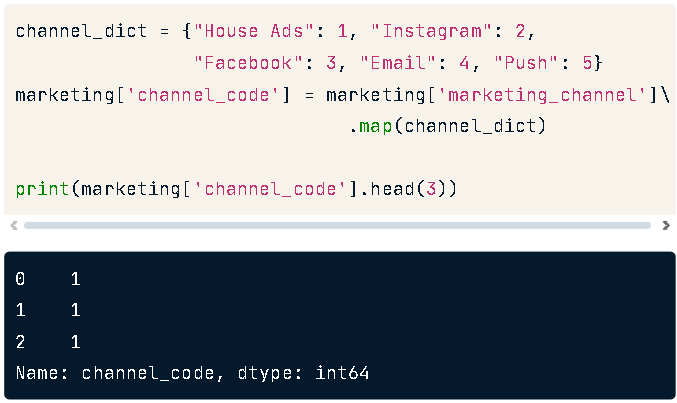 channel_dict = {"House Ads": 1, "Instagram": 2,
"Facebook": 3, "Email": 4, "Push": 5}
marketing['channel_code'] = marketing['marketing_channel']\
.map(channel_dict)
print(marketing['channel_code'].head(3))
0    1
1    1
2    1
Name: channel_code, dtype: int64